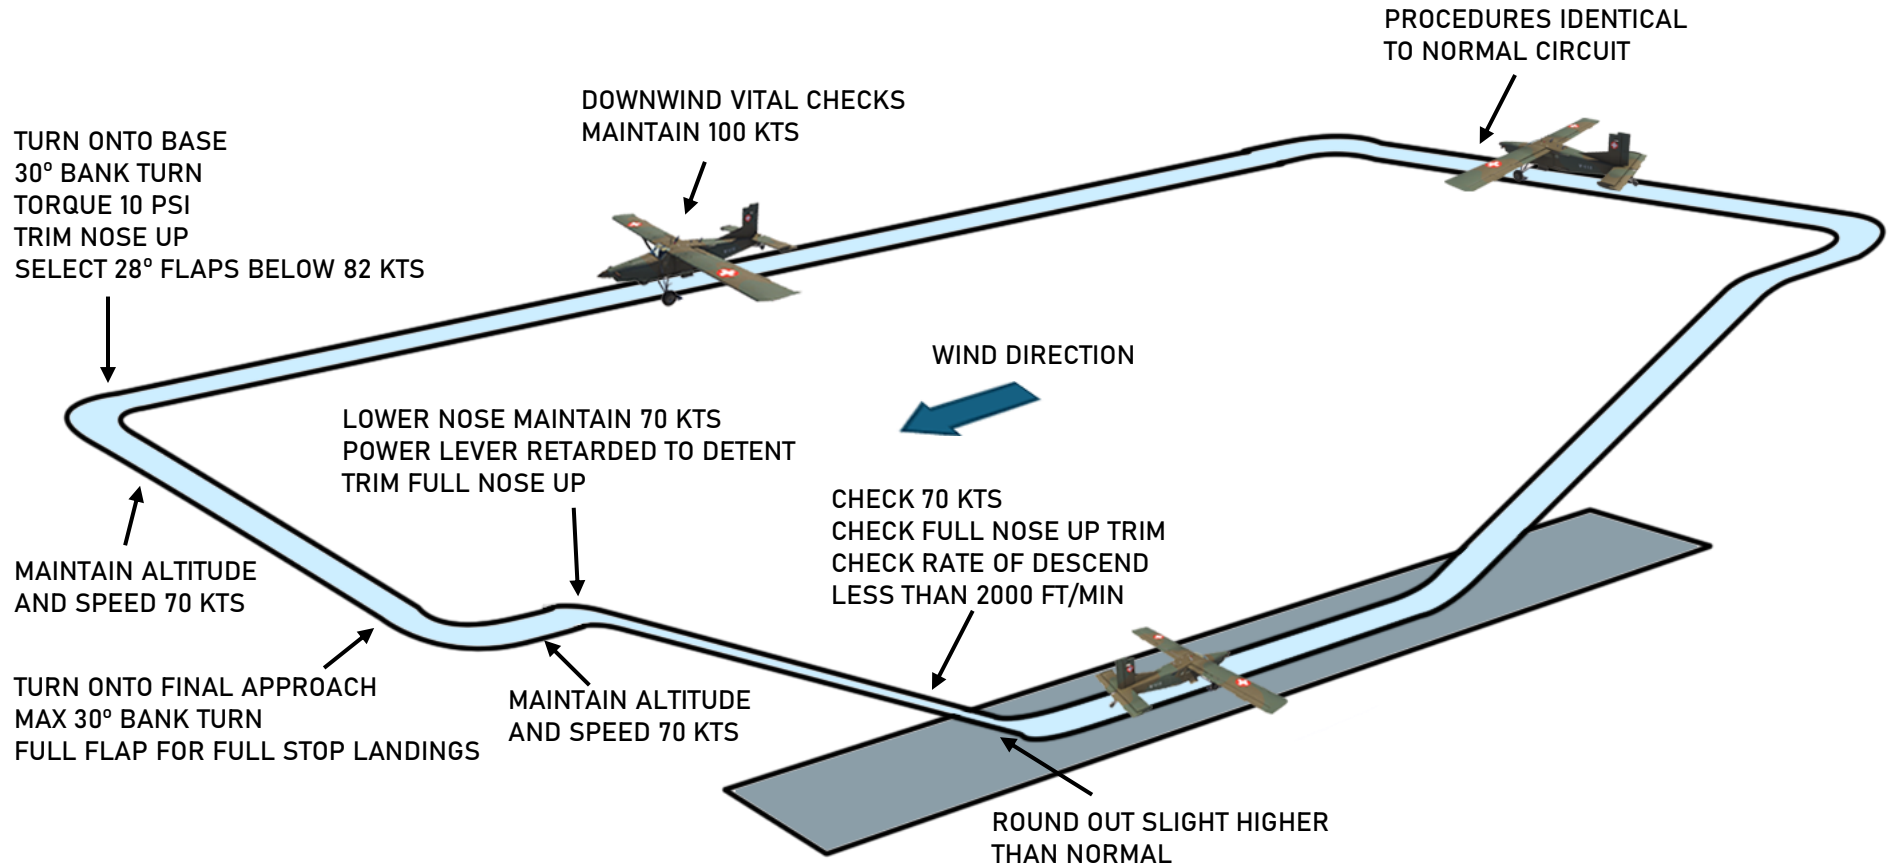 PROCEDURES IDENTICAL
TO NORMAL CIRCUIT
DOWNWIND VITAL CHECKS
MAINTAIN 100 KTS
TURN ONTO BASE
30º BANK TURN
TORQUE 10 PSI
TRIM NOSE UP
SELECT 28º FLAPS BELOW 82 KTS
WIND DIRECTION
LOWER NOSE MAINTAIN 70 KTS
POWER LEVER RETARDED TO DETENT
TRIM FULL NOSE UP
CHECK 70 KTS
CHECK FULL NOSE UP TRIM
CHECK RATE OF DESCEND
LESS THAN 2000 FT/MIN
MAINTAIN ALTITUDE
AND SPEED 70 KTS
TURN ONTO FINAL APPROACH
MAX 30º BANK TURN
FULL FLAP FOR FULL STOP LANDINGS
MAINTAIN ALTITUDE
AND SPEED 70 KTS
ROUND OUT SLIGHT HIGHER
THAN NORMAL